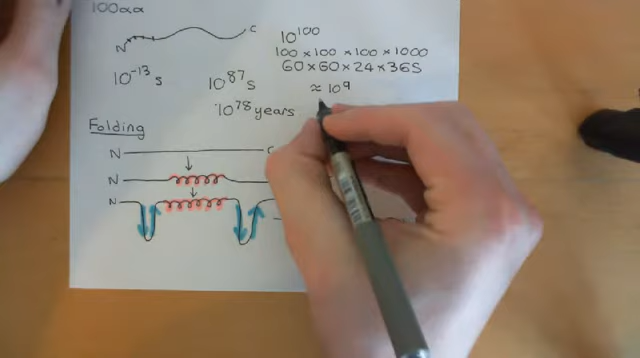 100aa
N C
10^100
100 × 100 × 100 × 1000
60 × 60 × 24 × 365
10^-13 s
10^87 s
≈ 10^9
10^78 years
Folding
N C
N
N